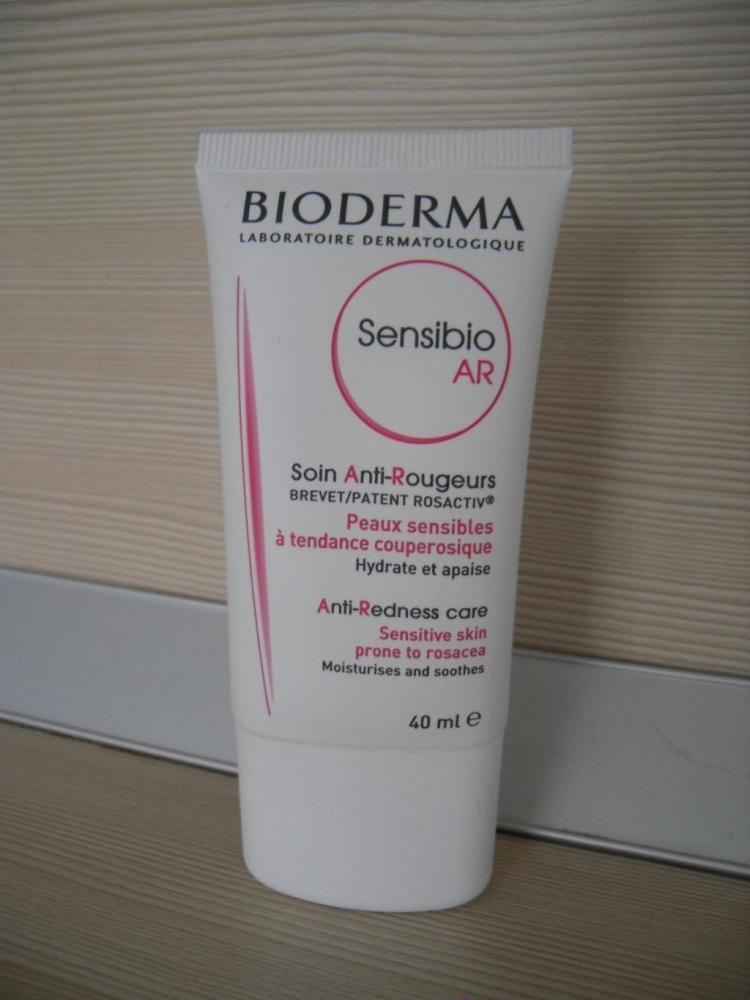 BIODERMA
LABORATOIRE DERMATOLOGIQUE
Sensibio
AR
Soin Anti-Rougeurs
BREVET/PATENT ROSACTIV®
Peaux sensibles
à tendance couperosique
Hydrate et apaise
Anti-Redness care
Sensitive skin
prone to rosacea
Moisturises and soothes
40 ml ℮